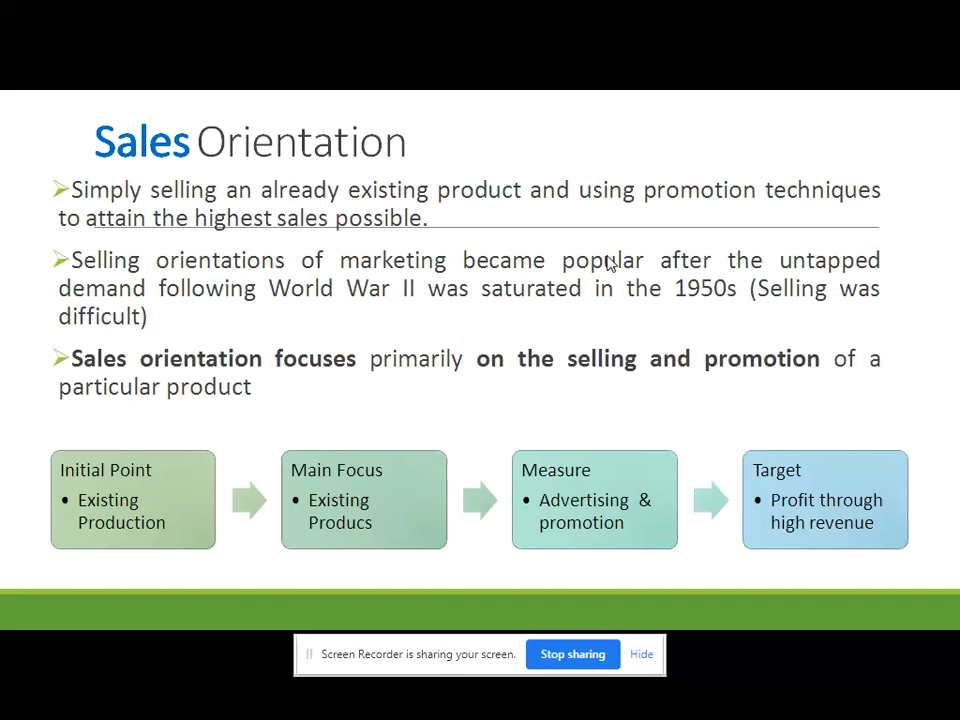 Sales Orientation
➢Simply selling an already existing product and using promotion techniques
to attain the highest sales possible.
➢Selling orientations of marketing became popular after the untapped
demand following World War II was saturated in the 1950s (Selling was
difficult)
➢Sales orientation focuses primarily on the selling and promotion of a
particular product
Initial Point
• Existing
Production
Main Focus
• Existing
Producs
Measure
• Advertising &
promotion
Target
• Profit through
high revenue
Screen Recorder is sharing your screen.
Stop sharing
Hide